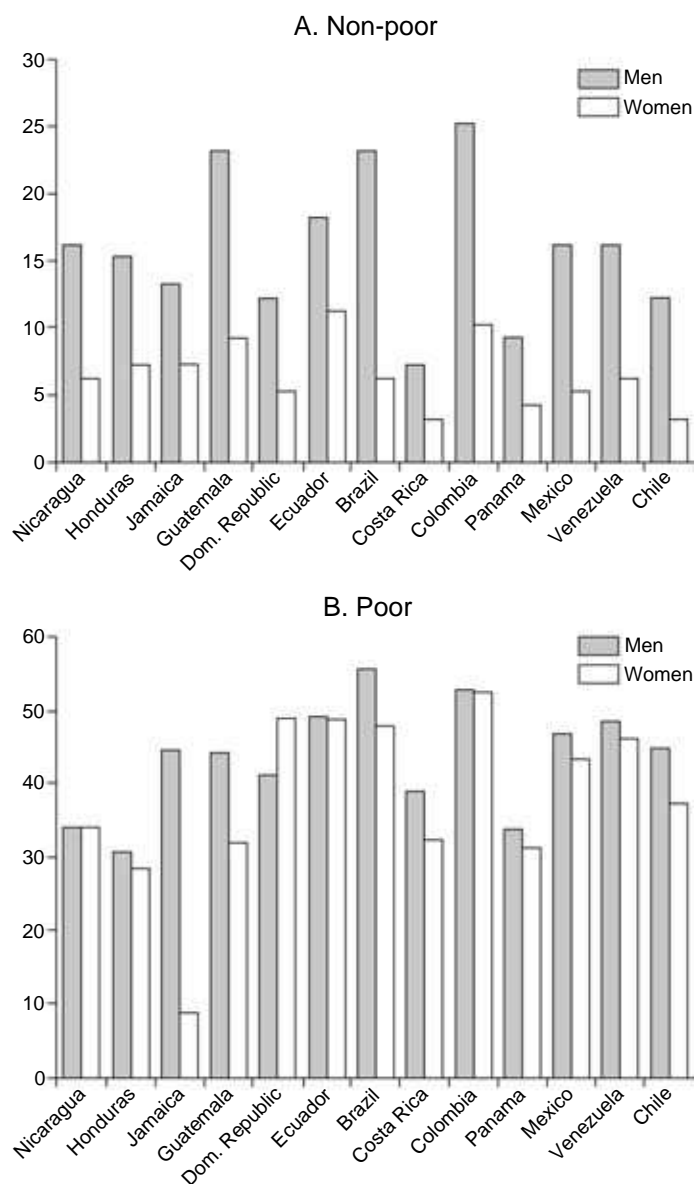 A. Non-poor
30
25
20
15
10
5
0
Men
Women
Nicaragua
Honduras
Jamaica
Guatemala
Dom. Republic
Ecuador
Brazil
Costa Rica
Colombia
Panama
Mexico
Venezuela
Chile
B. Poor
60
50
40
30
20
10
0
Men
Women
Nicaragua
Honduras
Jamaica
Guatemala
Dom. Republic
Ecuador
Brazil
Costa Rica
Colombia
Panama
Mexico
Venezuela
Chile